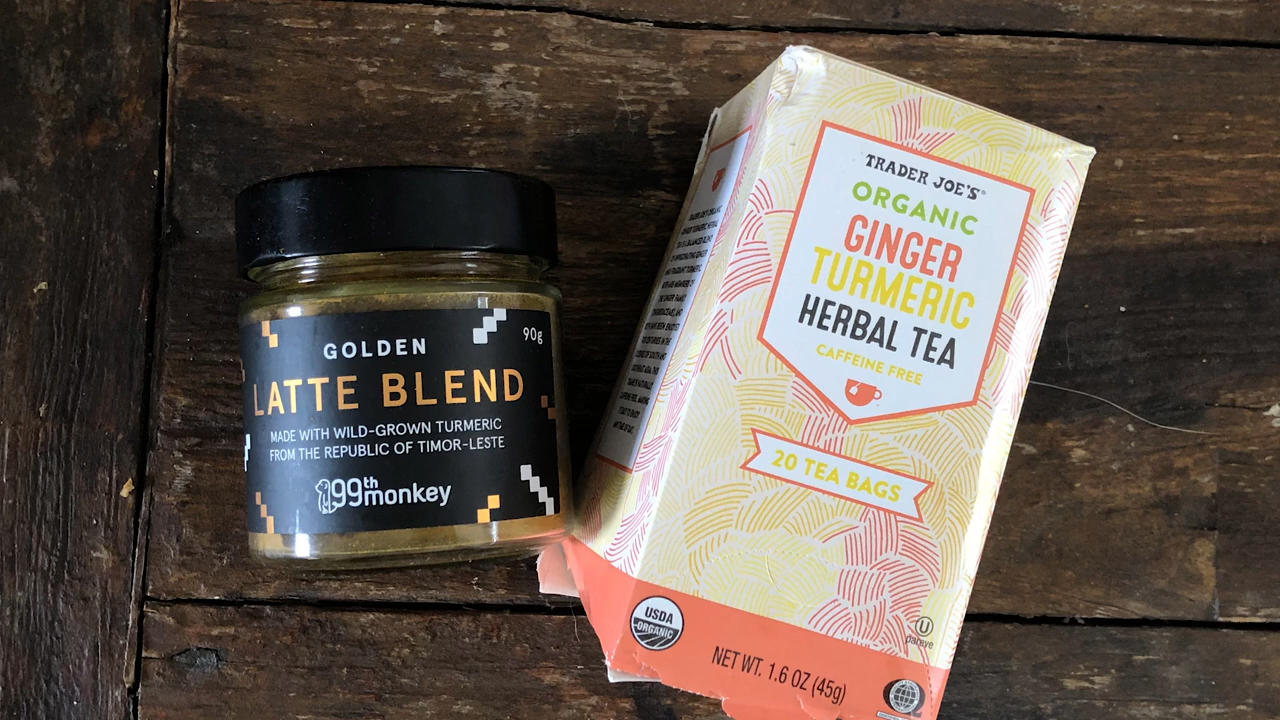 GOLDEN
90g
LATTE BLEND
MADE WITH WILD-GROWN TURMERIC
FROM THE REPUBLIC OF TIMOR-LESTE
99th monkey
TRADER JOE'S®
ORGANIC
GINGER
TURMERIC
HERBAL TEA
CAFFEINE FREE
20 TEA BAGS
USDA
ORGANIC
U
pareve
NET WT. 1.6 OZ (45g)